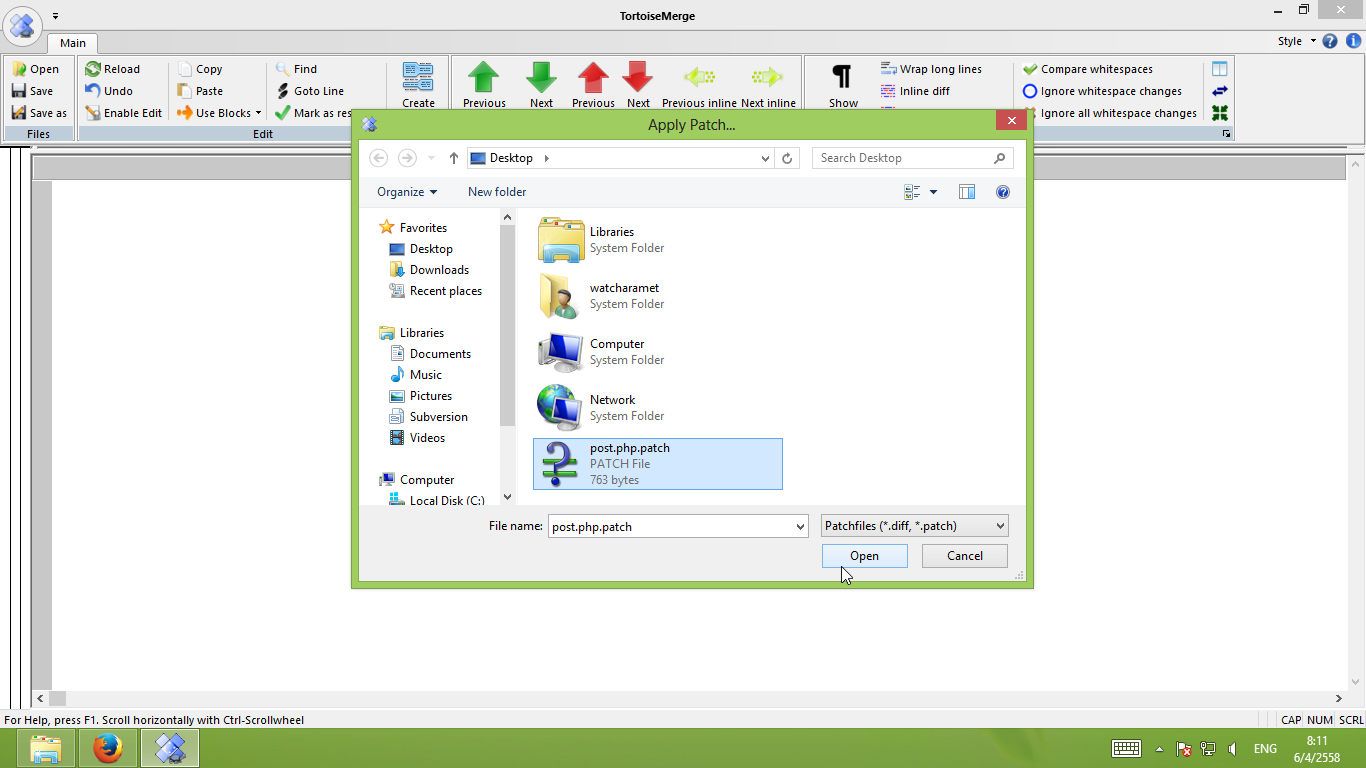 TortoiseMerge
Main
Style
Open
Save
Save as
Files
Reload
Undo
Enable Edit
Copy
Paste
Use Blocks
Find
Goto Line
Mark as res
Edit
Create
Previous
Next
Previous
Next
Previous inline
Next inline
Show
Wrap long lines
Inline diff
Compare whitespaces
Ignore whitespace changes
Ignore all whitespace changes
Apply Patch...
Desktop
Search Desktop
Organize
New folder
Favorites
Desktop
Downloads
Recent places
Libraries
Documents
Music
Pictures
Subversion
Videos
Computer
Local Disk (C:)
Libraries
System Folder
watcharamet
System Folder
Computer
System Folder
Network
System Folder
post.php.patch
PATCH File
763 bytes
File name: post.php.patch
Patchfiles (*.diff, *.patch)
Open
Cancel
For Help, press F1. Scroll horizontally with Ctrl-Scrollwheel
CAP NUM SCRL
ENG
8:11
6/4/2558